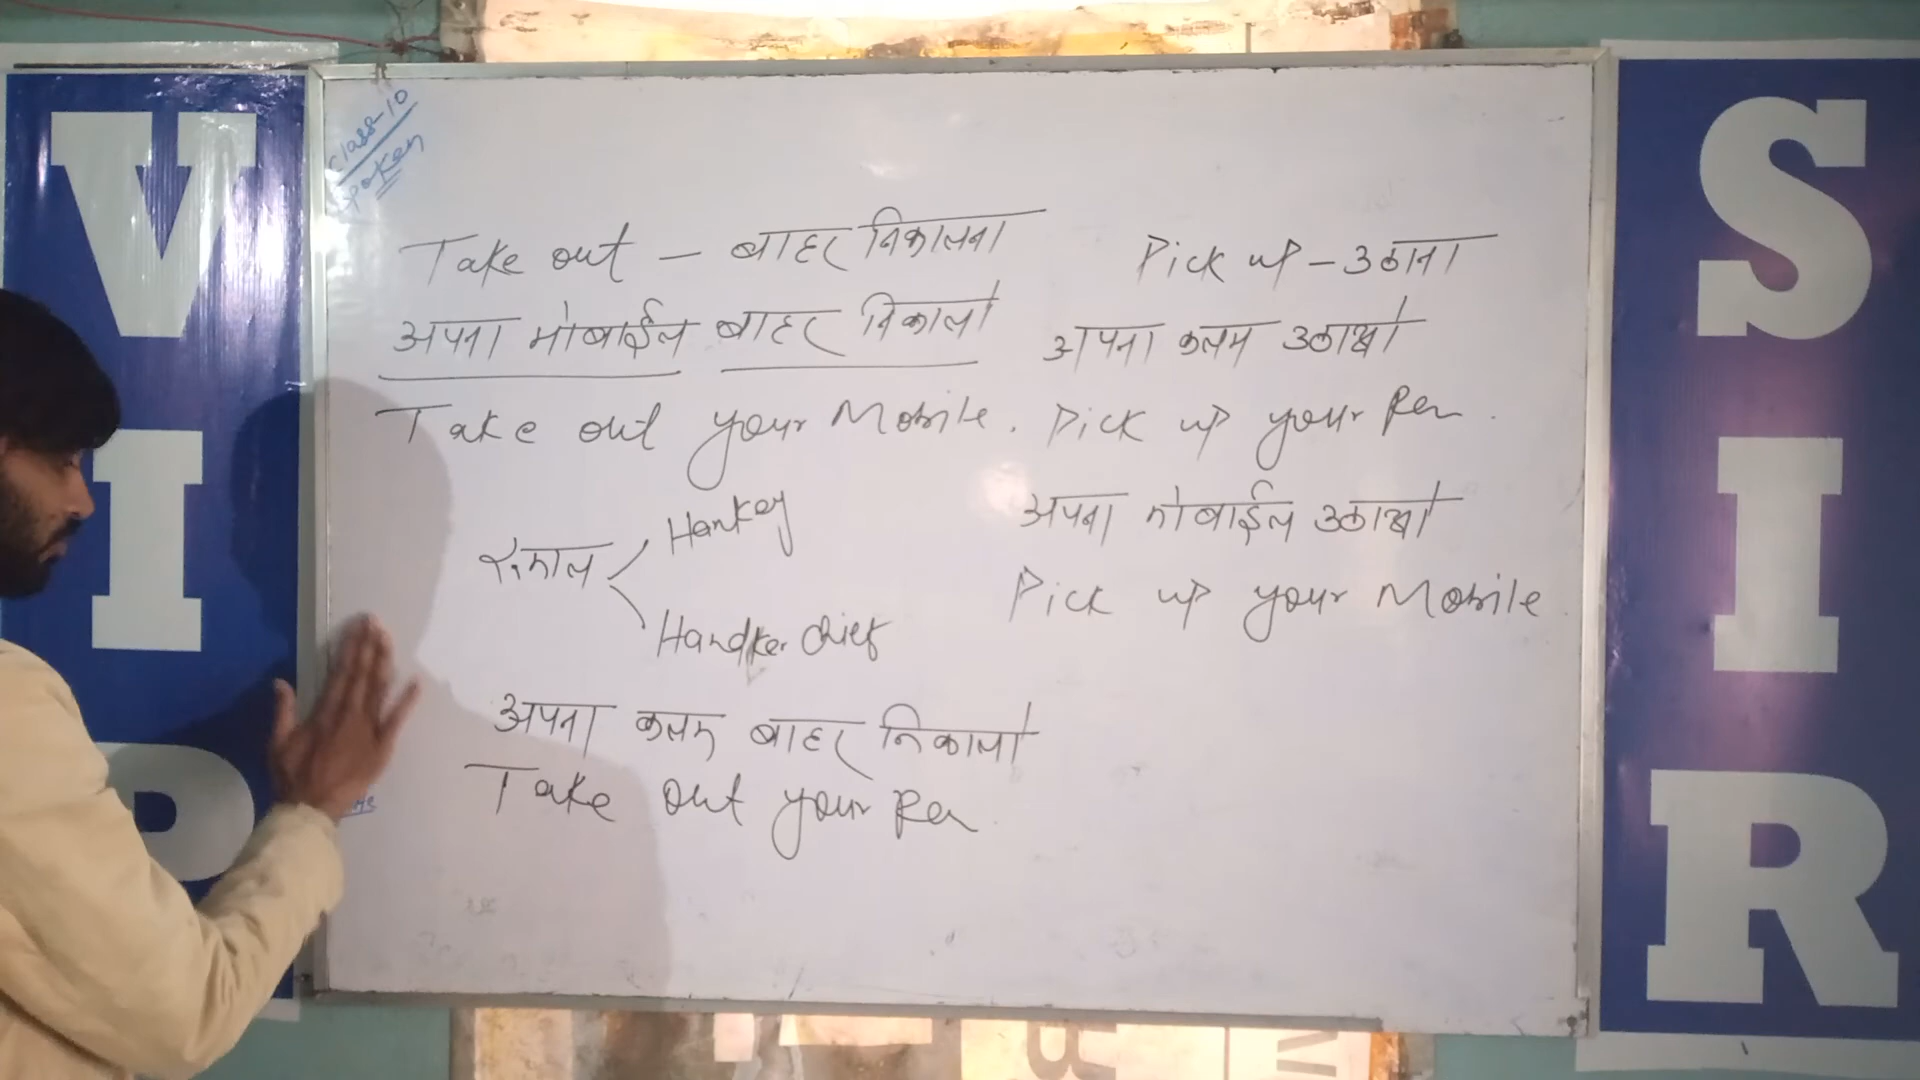 VIP
SIR
class-10
spoken
Take out – बाहर निकालना
अपना मोबाईल बाहर निकालो
Take out your Mobile.
रुमाल
Hankey
Handkerchief
अपना कलम बाहर निकालो
Take out your Pen
Pick up – उठाना
अपना कलम उठाओ
Pick up your Pen.
अपना मोबाईल उठाओ
Pick up your Mobile